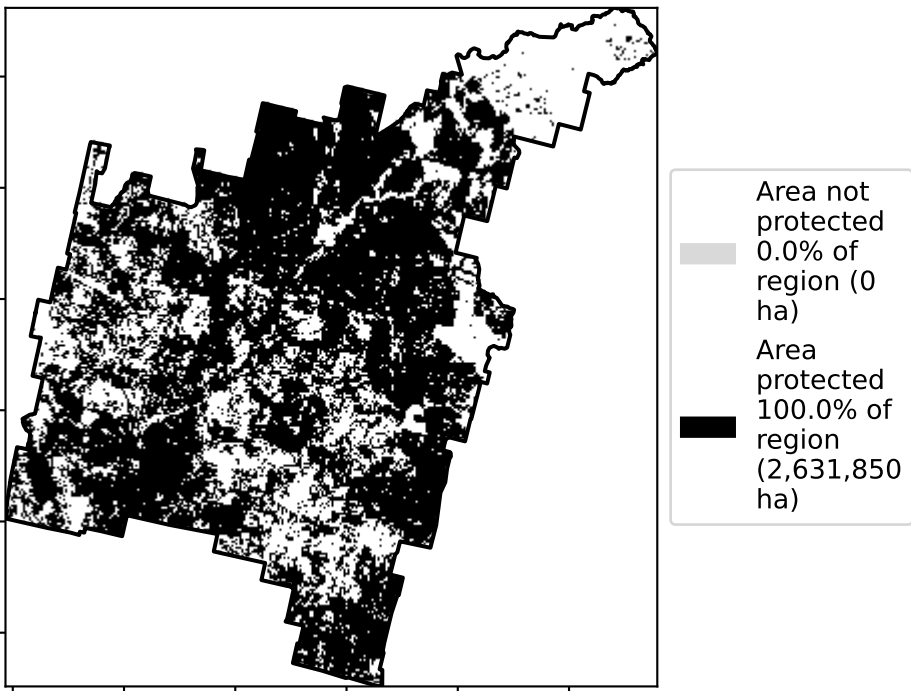 Area not
protected
0.0% of
region (0
ha)
Area
protected
100.0% of
region
(2,631,850
ha)